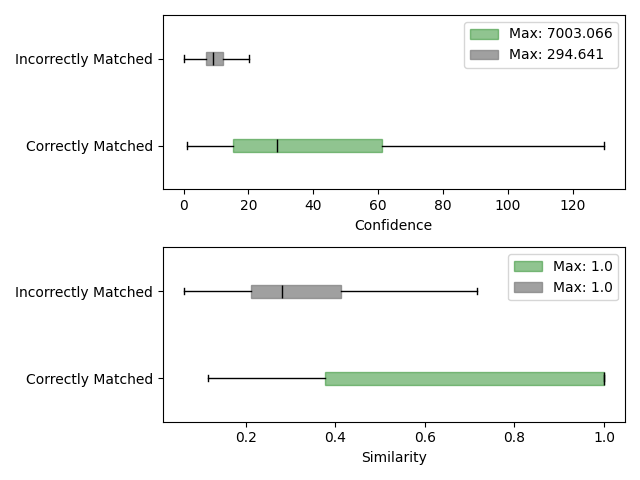 Max: 7003.066
Max: 294.641
Incorrectly Matched
Correctly Matched
0 20 40 60 80 100 120
Confidence
Max: 1.0
Max: 1.0
Incorrectly Matched
Correctly Matched
0.2 0.4 0.6 0.8 1.0
Similarity